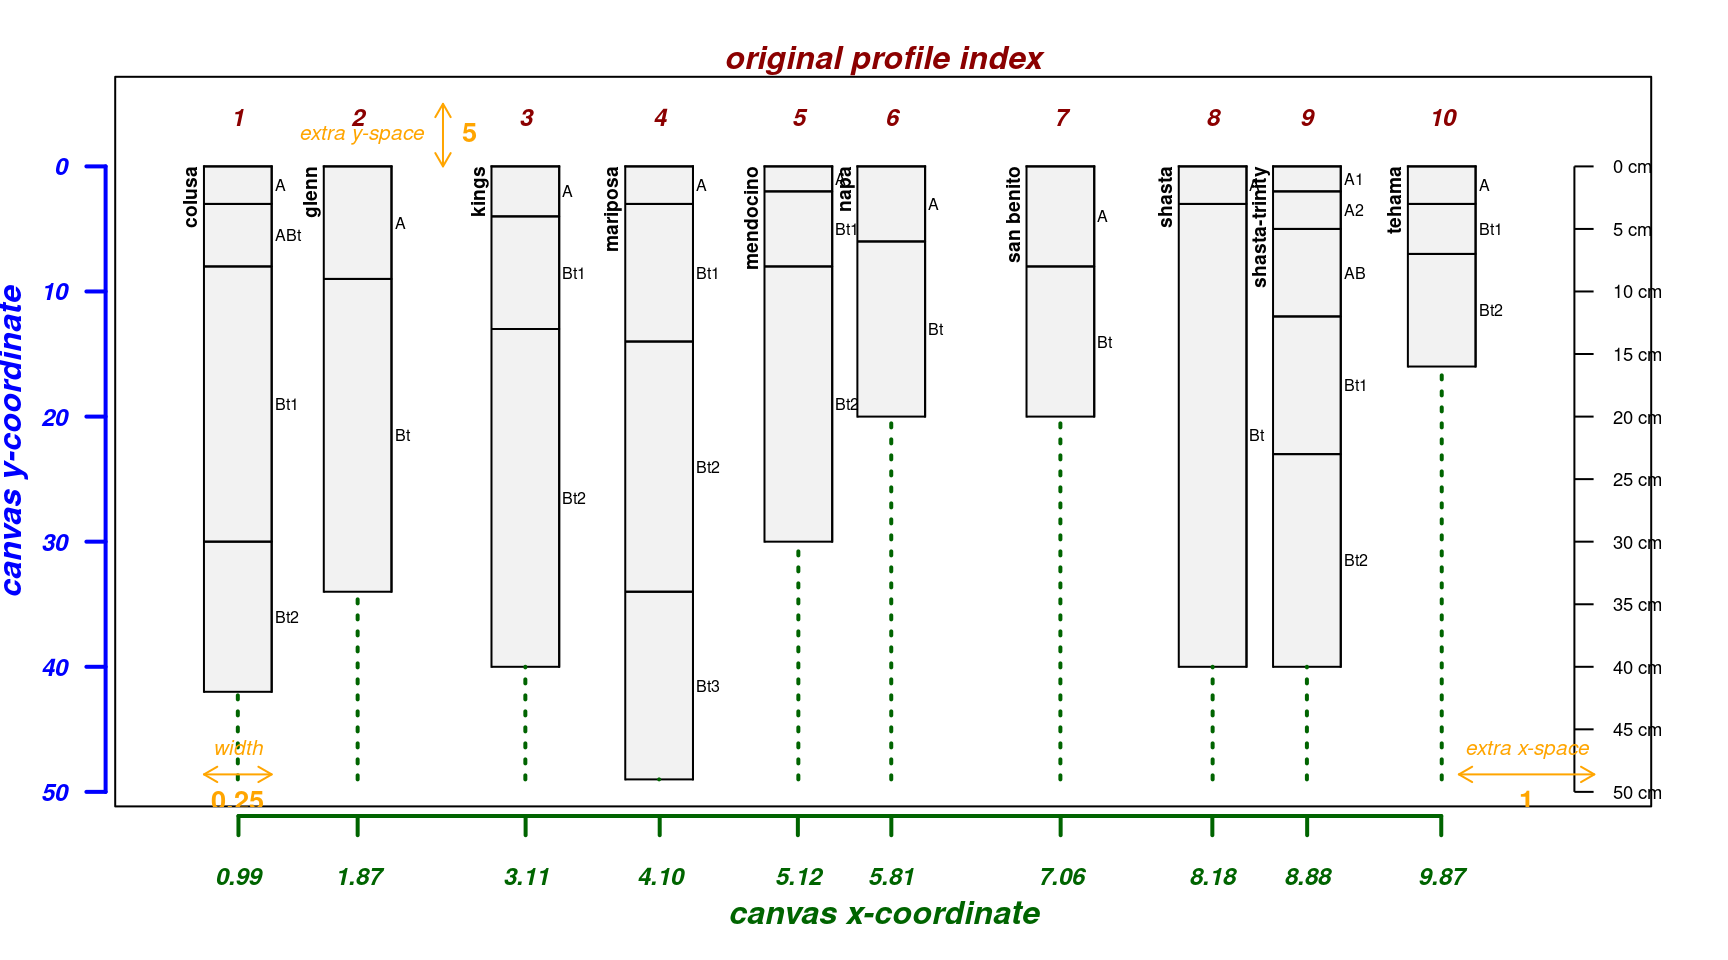 original profile index
1 2 3 4 5 6 7 8 9 10
extra y-space 5
canvas y-coordinate
0
10
20
30
40
50
colusa
A
ABt
Bt1
Bt2
glenn
A
Bt
kings
A
Bt1
Bt2
mariposa
A
Bt1
Bt2
Bt3
mendocino
A
Bt1
Bt2
napa
A
Bt
san benito
A
Bt
shasta
A
Bt
shasta-trinity
A1
A2
AB
Bt1
Bt2
tehama
A
Bt1
Bt2
0 cm
5 cm
10 cm
15 cm
20 cm
25 cm
30 cm
35 cm
40 cm
45 cm
50 cm
width
0.25
extra x-space
1
0.99 1.87 3.11 4.10 5.12 5.81 7.06 8.18 8.88 9.87
canvas x-coordinate